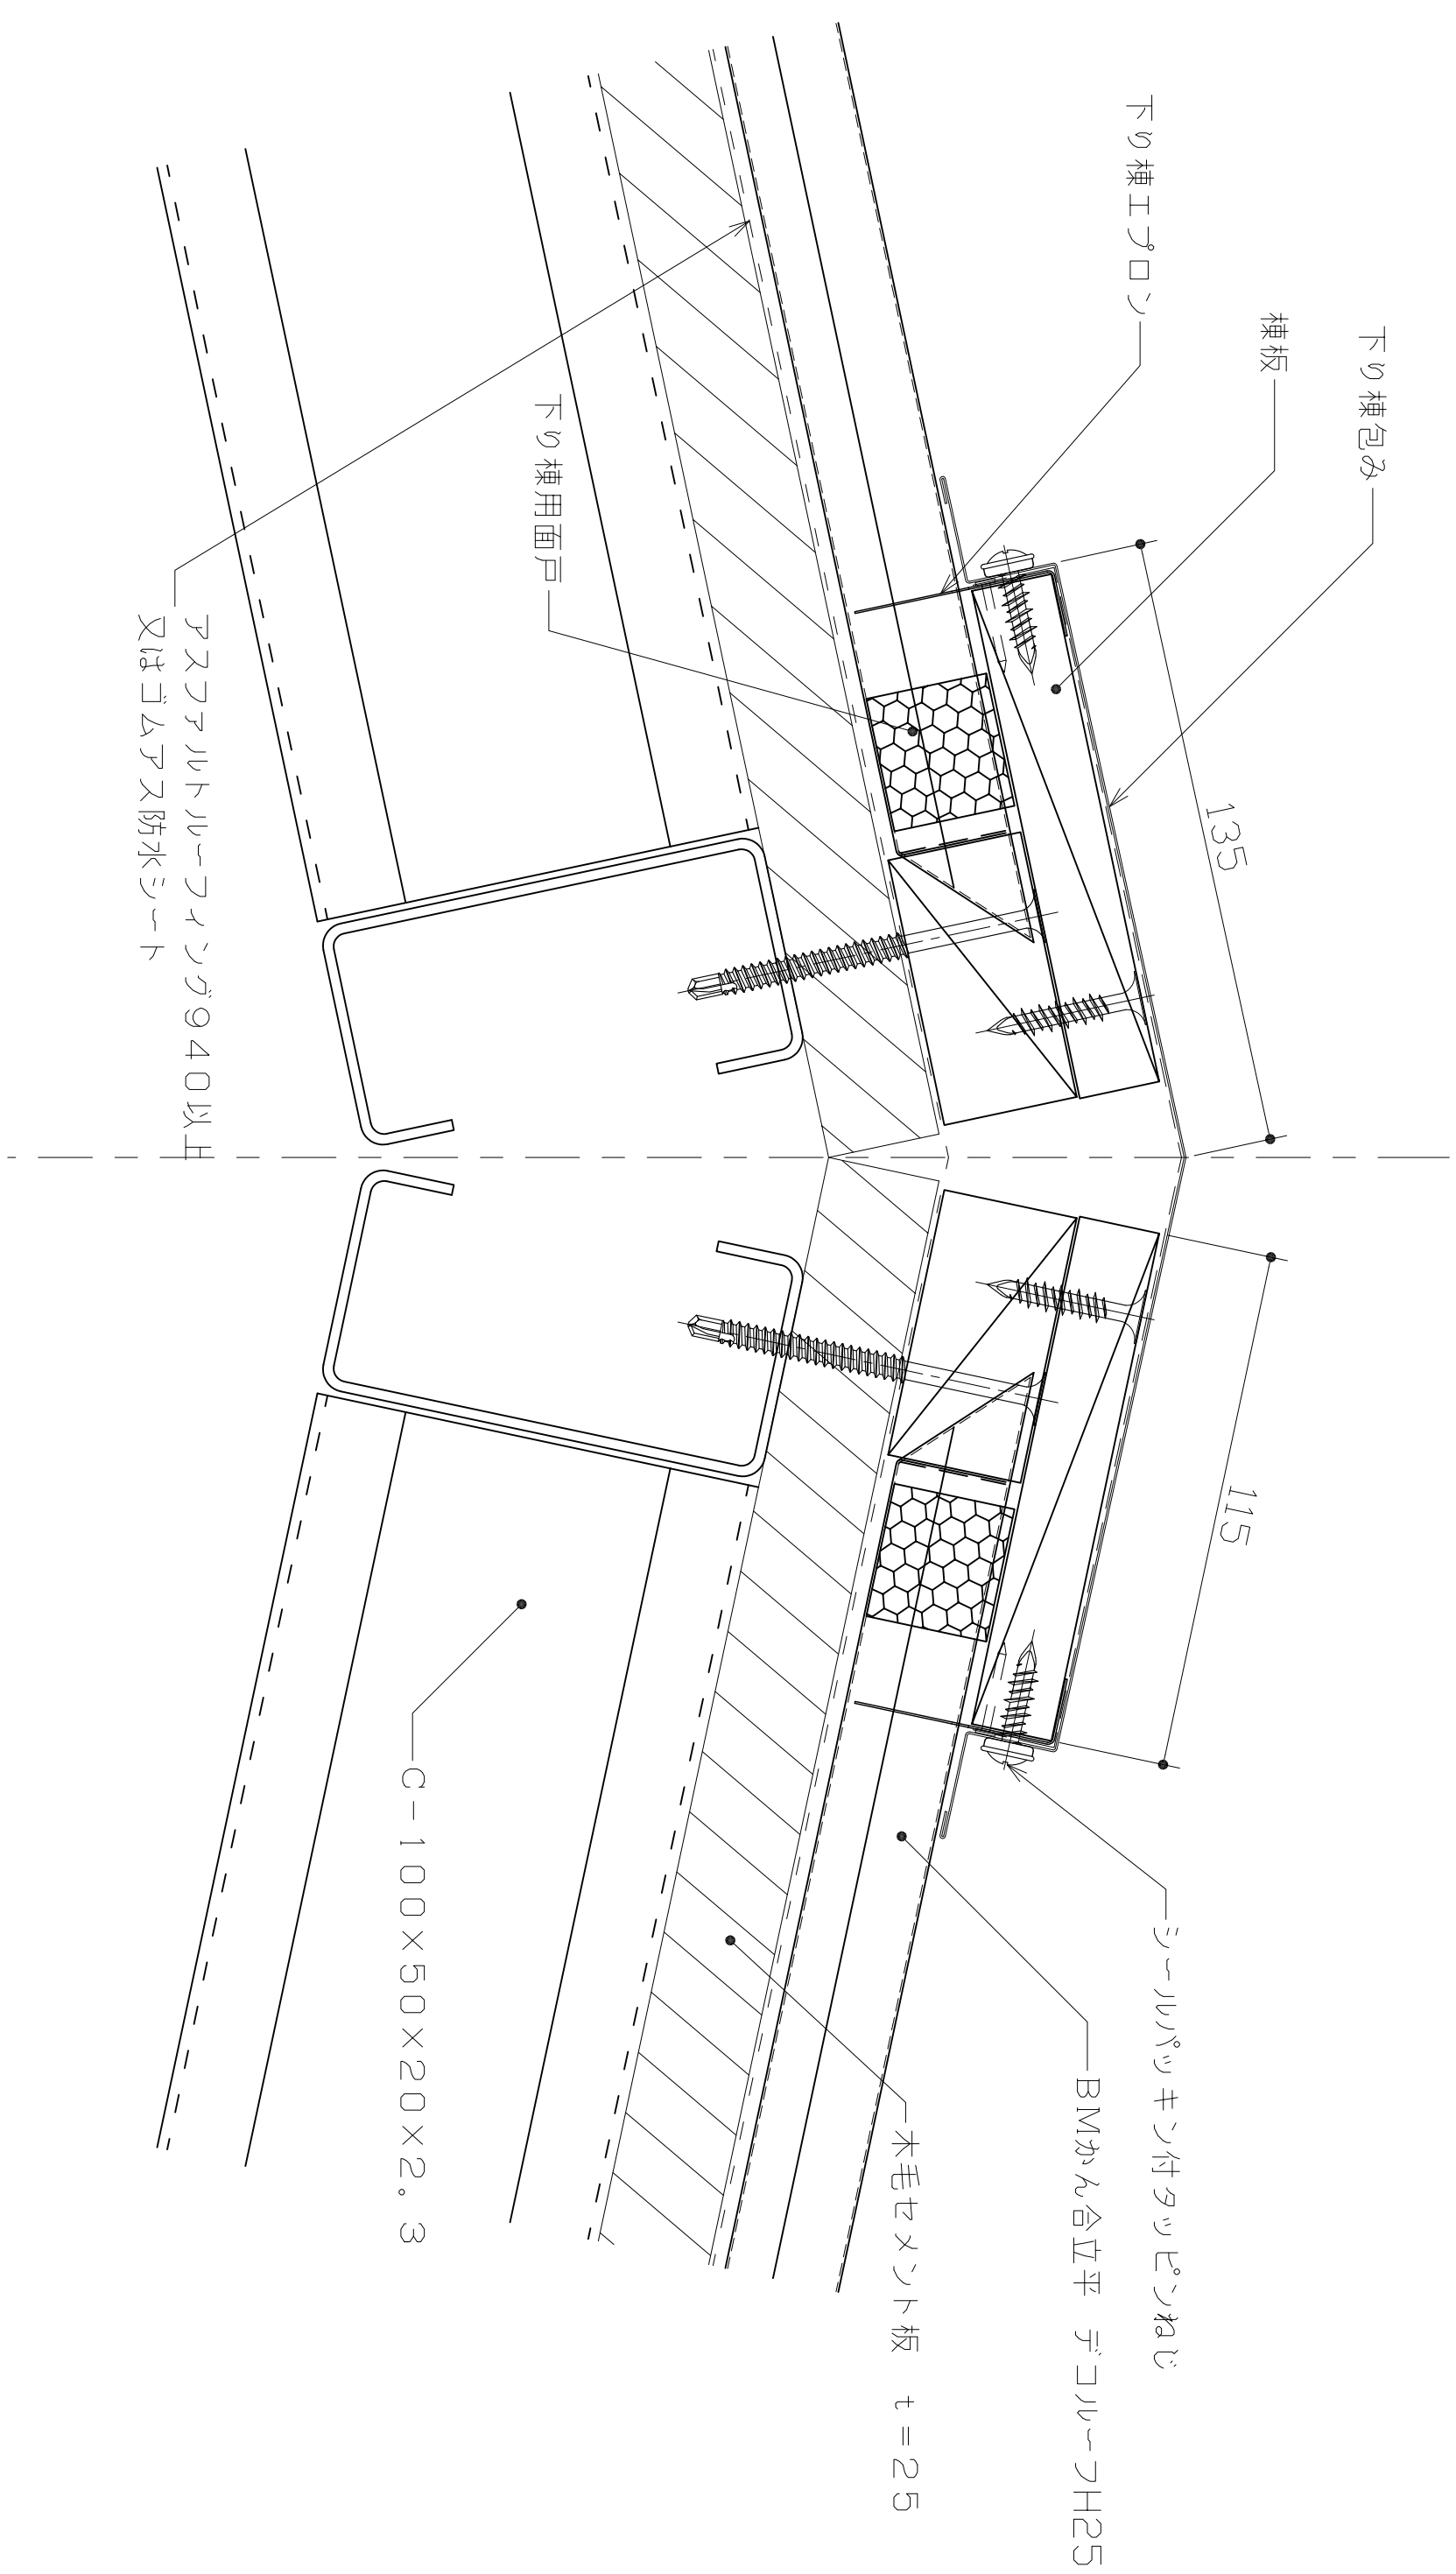 下り棟包み
棟板
下り棟エプロン
135
115
下り棟用面戸
アスファルトルーフィング940以上
又はゴムアス防水シート
シールパッキン付タッピンねじ
BMかん合立平 デコルーフH25
木毛セメント板 t=25
C-100×50×20×2.3